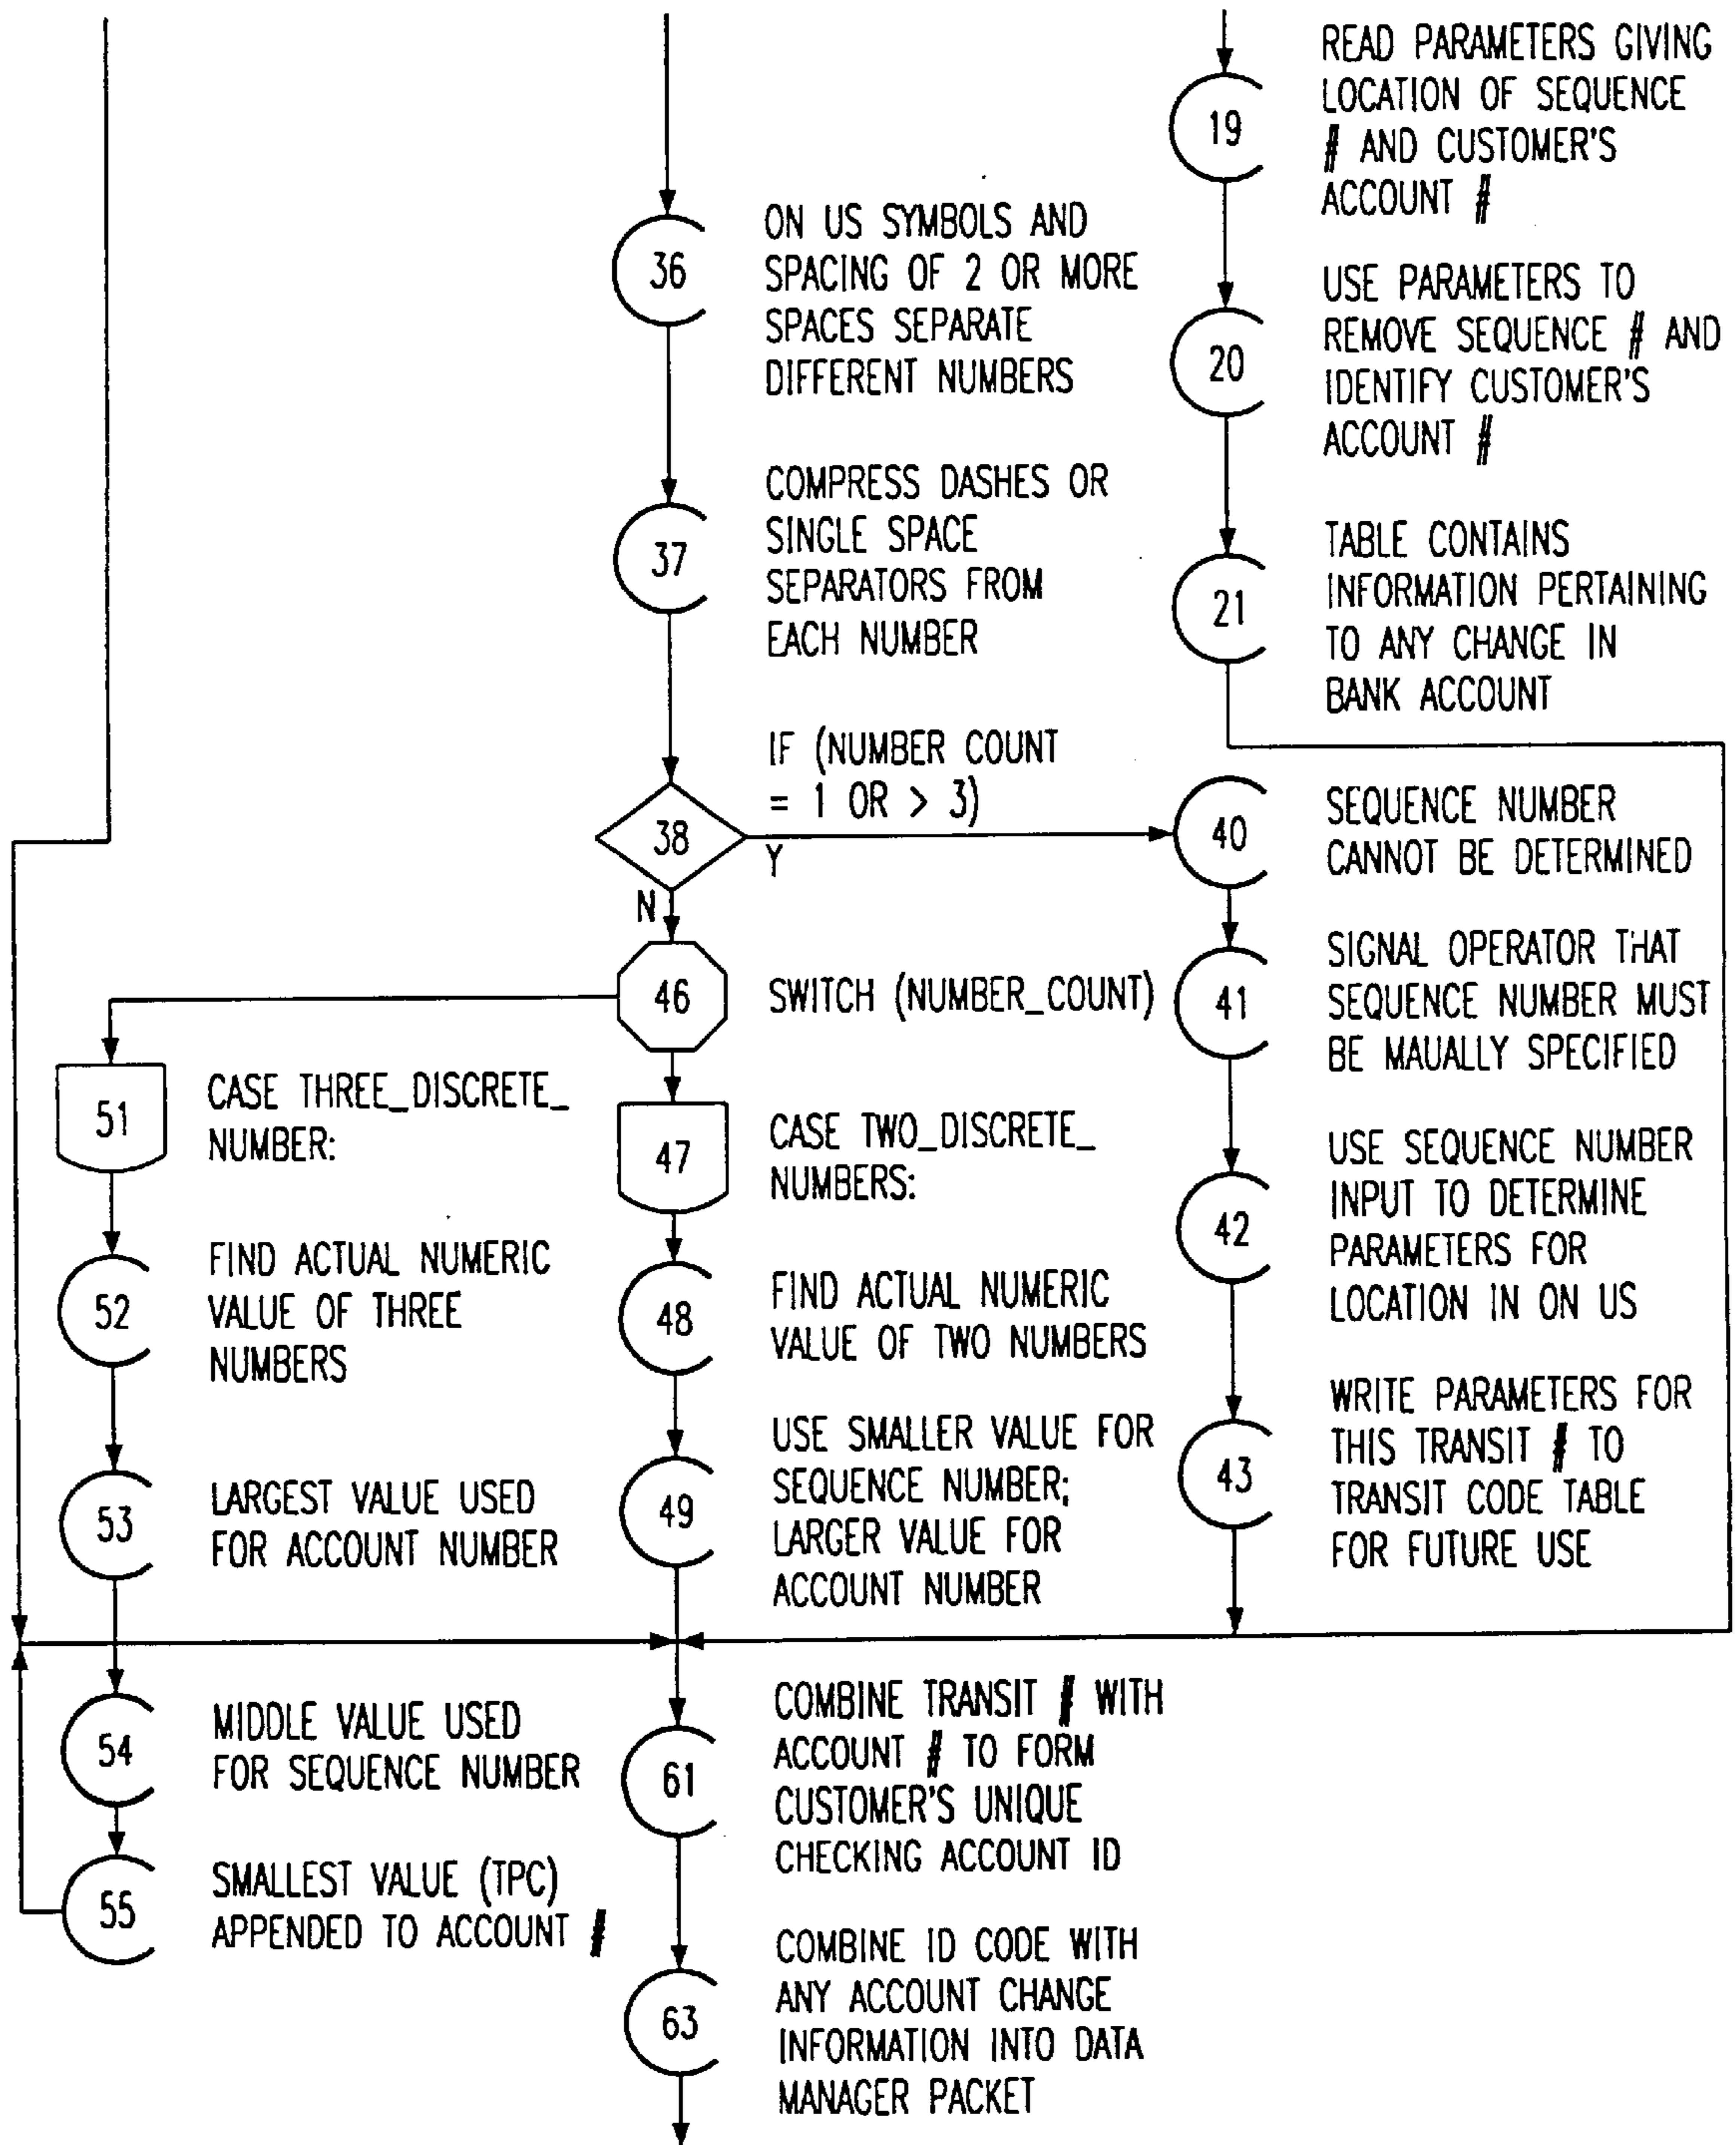 READ PARAMETERS GIVING
LOCATION OF SEQUENCE
# AND CUSTOMER'S
ACCOUNT #
19
36
ON US SYMBOLS AND
SPACING OF 2 OR MORE
SPACES SEPARATE
DIFFERENT NUMBERS
20
USE PARAMETERS TO
REMOVE SEQUENCE # AND
IDENTIFY CUSTOMER'S
ACCOUNT #
37
COMPRESS DASHES OR
SINGLE SPACE
SEPARATORS FROM
EACH NUMBER
21
TABLE CONTAINS
INFORMATION PERTAINING
TO ANY CHANGE IN
BANK ACCOUNT
IF (NUMBER COUNT
= 1 OR > 3)
38
Y
N
40
SEQUENCE NUMBER
CANNOT BE DETERMINED
46
SWITCH (NUMBER_COUNT)
41
SIGNAL OPERATOR THAT
SEQUENCE NUMBER MUST
BE MAUALLY SPECIFIED
51
CASE THREE_DISCRETE_
NUMBER:
47
CASE TWO_DISCRETE_
NUMBERS:
42
USE SEQUENCE NUMBER
INPUT TO DETERMINE
PARAMETERS FOR
LOCATION IN ON US
52
FIND ACTUAL NUMERIC
VALUE OF THREE
NUMBERS
48
FIND ACTUAL NUMERIC
VALUE OF TWO NUMBERS
43
WRITE PARAMETERS FOR
THIS TRANSIT # TO
TRANSIT CODE TABLE
FOR FUTURE USE
53
LARGEST VALUE USED
FOR ACCOUNT NUMBER
49
USE SMALLER VALUE FOR
SEQUENCE NUMBER;
LARGER VALUE FOR
ACCOUNT NUMBER
54
MIDDLE VALUE USED
FOR SEQUENCE NUMBER
61
COMBINE TRANSIT # WITH
ACCOUNT # TO FORM
CUSTOMER'S UNIQUE
CHECKING ACCOUNT ID
55
SMALLEST VALUE (TPC)
APPENDED TO ACCOUNT #
63
COMBINE ID CODE WITH
ANY ACCOUNT CHANGE
INFORMATION INTO DATA
MANAGER PACKET